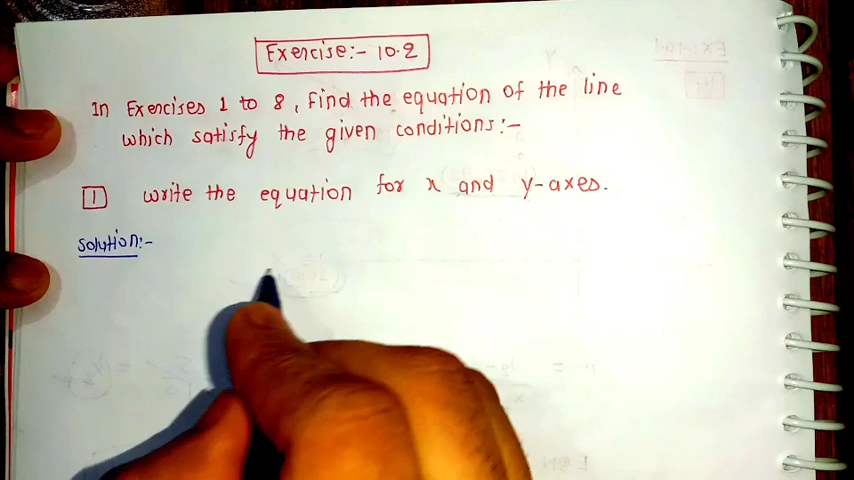 Exercise:- 10.2
In Exercises 1 to 8, Find the equation of the line
which satisfy the given conditions:-
1 write the equation for x and y-axes.
Solution:-